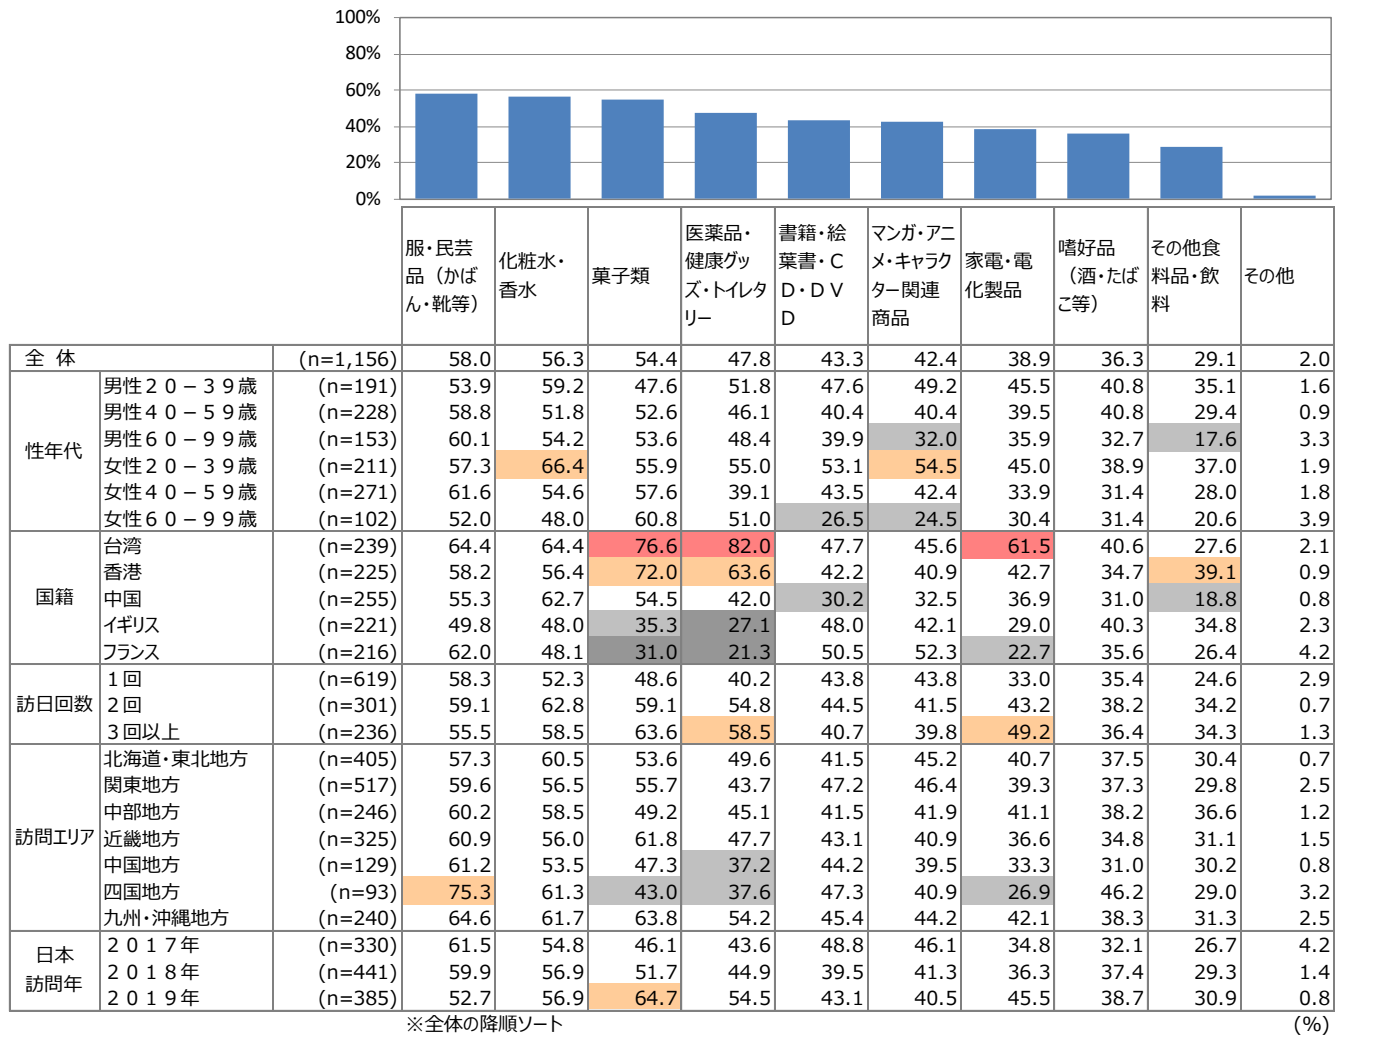 100%
80%
60%
40%
20%
0%
服・民芸品（かばん・靴等） 化粧水・香水 菓子類 医薬品・健康グッズ・トイレタリー 書籍・絵葉書・ＣＤ・ＤＶＤ マンガ・アニメ・キャラクター関連商品 家電・電化製品 嗜好品（酒・たばこ等） その他食料品・飲料 その他
全 体 (n=1,156) 58.0 56.3 54.4 47.8 43.3 42.4 38.9 36.3 29.1 2.0
性年代
男性２０－３９歳 (n=191) 53.9 59.2 47.6 51.8 47.6 49.2 45.5 40.8 35.1 1.6
男性４０－５９歳 (n=228) 58.8 51.8 52.6 46.1 40.4 40.4 39.5 40.8 29.4 0.9
男性６０－９９歳 (n=153) 60.1 54.2 53.6 48.4 39.9 32.0 35.9 32.7 17.6 3.3
女性２０－３９歳 (n=211) 57.3 66.4 55.9 55.0 53.1 54.5 45.0 38.9 37.0 1.9
女性４０－５９歳 (n=271) 61.6 54.6 57.6 39.1 43.5 42.4 33.9 31.4 28.0 1.8
女性６０－９９歳 (n=102) 52.0 48.0 60.8 51.0 26.5 24.5 30.4 31.4 20.6 3.9
国籍
台湾 (n=239) 64.4 64.4 76.6 82.0 47.7 45.6 61.5 40.6 27.6 2.1
香港 (n=225) 58.2 56.4 72.0 63.6 42.2 40.9 42.7 34.7 39.1 0.9
中国 (n=255) 55.3 62.7 54.5 42.0 30.2 32.5 36.9 31.0 18.8 0.8
イギリス (n=221) 49.8 48.0 35.3 27.1 48.0 42.1 29.0 40.3 34.8 2.3
フランス (n=216) 62.0 48.1 31.0 21.3 50.5 52.3 22.7 35.6 26.4 4.2
訪日回数
１回 (n=619) 58.3 52.3 48.6 40.2 43.8 43.8 33.0 35.4 24.6 2.9
２回 (n=301) 59.1 62.8 59.1 54.8 44.5 41.5 43.2 38.2 34.2 0.7
３回以上 (n=236) 55.5 58.5 63.6 58.5 40.7 39.8 49.2 36.4 34.3 1.3
訪問エリア
北海道・東北地方 (n=405) 57.3 60.5 53.6 49.6 41.5 45.2 40.7 37.5 30.4 0.7
関東地方 (n=517) 59.6 56.5 55.7 43.7 47.2 46.4 39.3 37.3 29.8 2.5
中部地方 (n=246) 60.2 58.5 49.2 45.1 41.5 41.9 41.1 38.2 36.6 1.2
近畿地方 (n=325) 60.9 56.0 61.8 47.7 43.1 40.9 36.6 34.8 31.1 1.5
中国地方 (n=129) 61.2 53.5 47.3 37.2 44.2 39.5 33.3 31.0 30.2 0.8
四国地方 (n=93) 75.3 61.3 43.0 37.6 47.3 40.9 26.9 46.2 29.0 3.2
九州・沖縄地方 (n=240) 64.6 61.7 63.8 54.2 45.4 44.2 42.1 38.3 31.3 2.5
日本
訪問年
２０１７年 (n=330) 61.5 54.8 46.1 43.6 48.8 46.1 34.8 32.1 26.7 4.2
２０１８年 (n=441) 59.9 56.9 51.7 44.9 39.5 41.3 36.3 37.4 29.3 1.4
２０１９年 (n=385) 52.7 56.9 64.7 54.5 43.1 40.5 45.5 38.7 30.9 0.8
※全体の降順ソート (%)